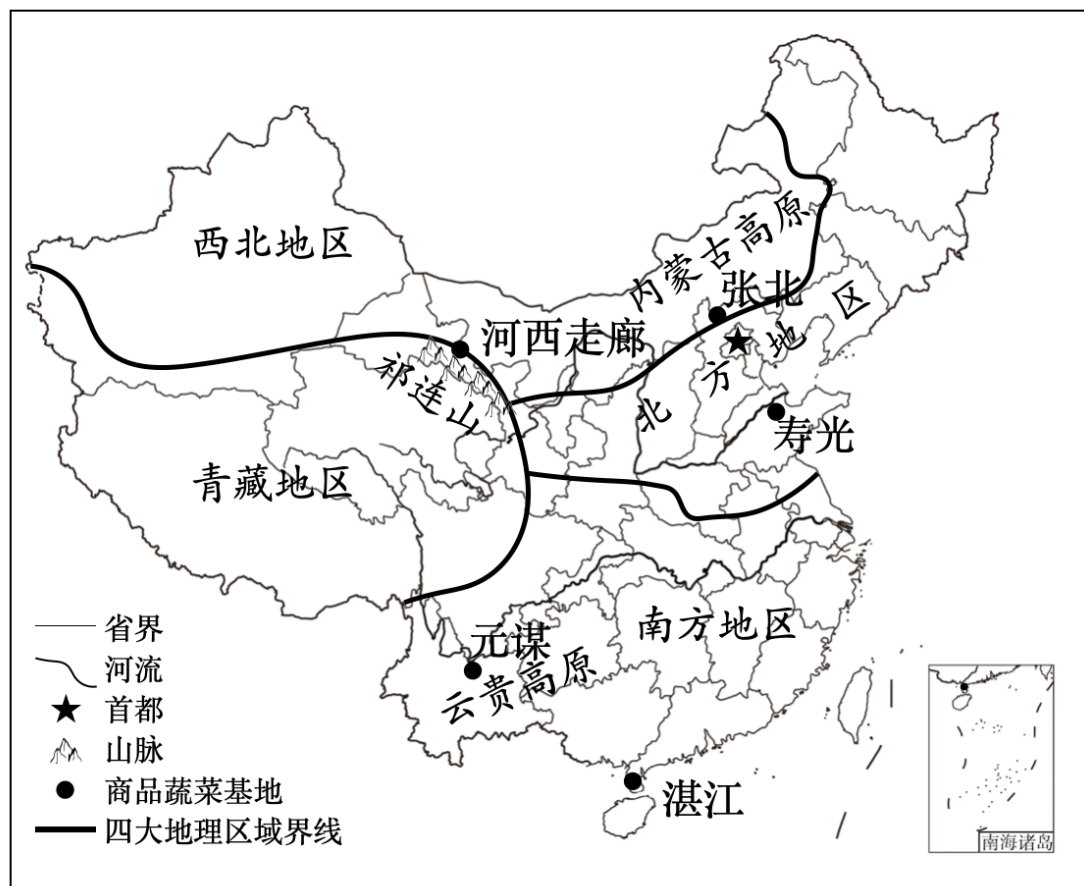 西北地区
内蒙古高原
张北
河西走廊
祁连山
北方地区
寿光
青藏地区
南方地区
元谋
云贵高原
湛江
省界
河流
首都
山脉
商品蔬菜基地
四大地理区域界线
南海诸岛